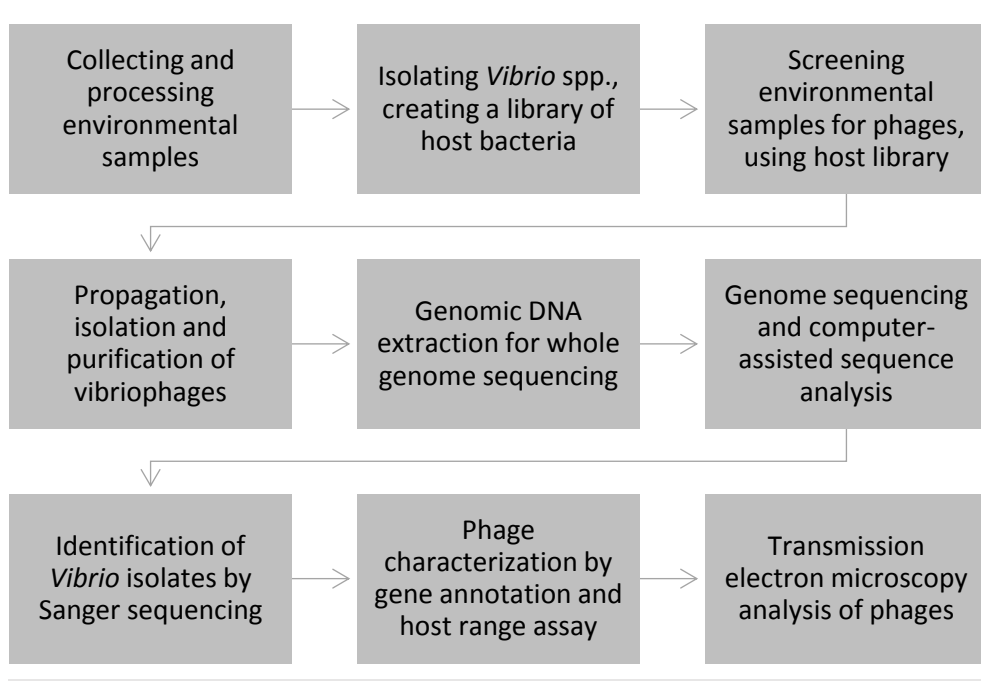 Collecting and
processing
environmental
samples
Isolating Vibrio spp.,
creating a library of
host bacteria
Screening
environmental
samples for phages,
using host library
Propagation,
isolation and
purification of
vibriophages
Genomic DNA
extraction for whole
genome sequencing
Genome sequencing
and computer-
assisted sequence
analysis
Identification of
Vibrio isolates by
Sanger sequencing
Phage
characterization by
gene annotation and
host range assay
Transmission
electron microscopy
analysis of phages